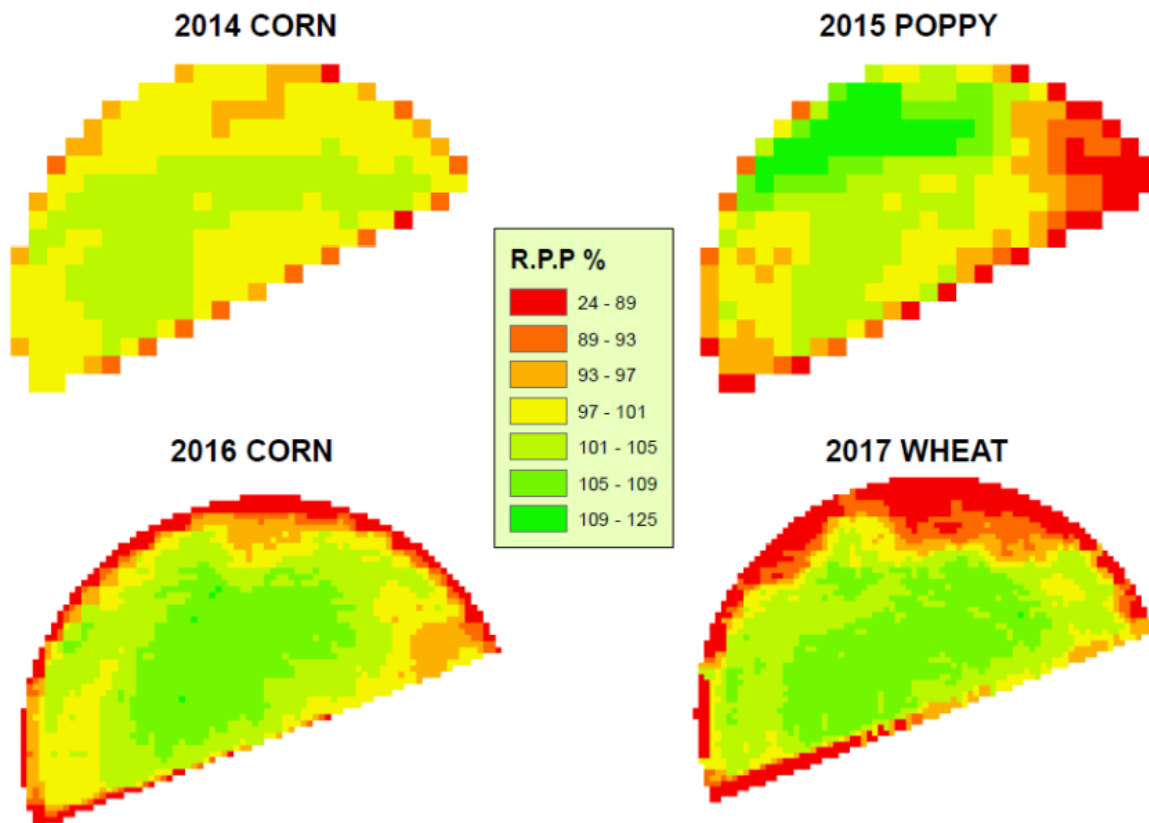 2014 CORN
2015 POPPY
R.P.P %
24 - 89
89 - 93
93 - 97
97 - 101
101 - 105
105 - 109
109 - 125
2016 CORN
2017 WHEAT